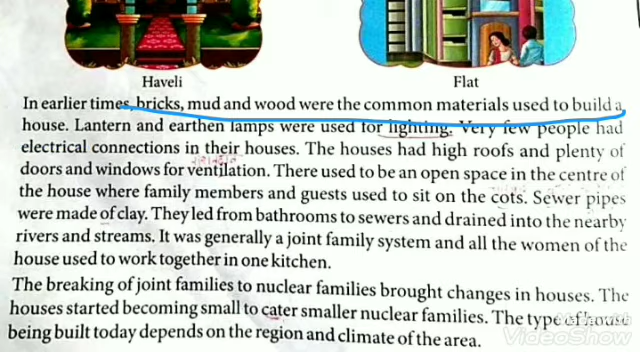 Haveli
Flat
In earlier times, bricks, mud and wood were the common materials used to build a
house. Lantern and earthen lamps were used for lighting. Very few people had
electrical connections in their houses. The houses had high roofs and plenty of
doors and windows for ventilation. There used to be an open space in the centre of
the house where family members and guests used to sit on the cots. Sewer pipes
were made of clay. They led from bathrooms to sewers and drained into the nearby
rivers and streams. It was generally a joint family system and all the women of the
house used to work together in one kitchen.
The breaking of joint families to nuclear families brought changes in houses. The
houses started becoming small to cater smaller nuclear families. The type of house
being built today depends on the region and climate of the area.
VideoShow